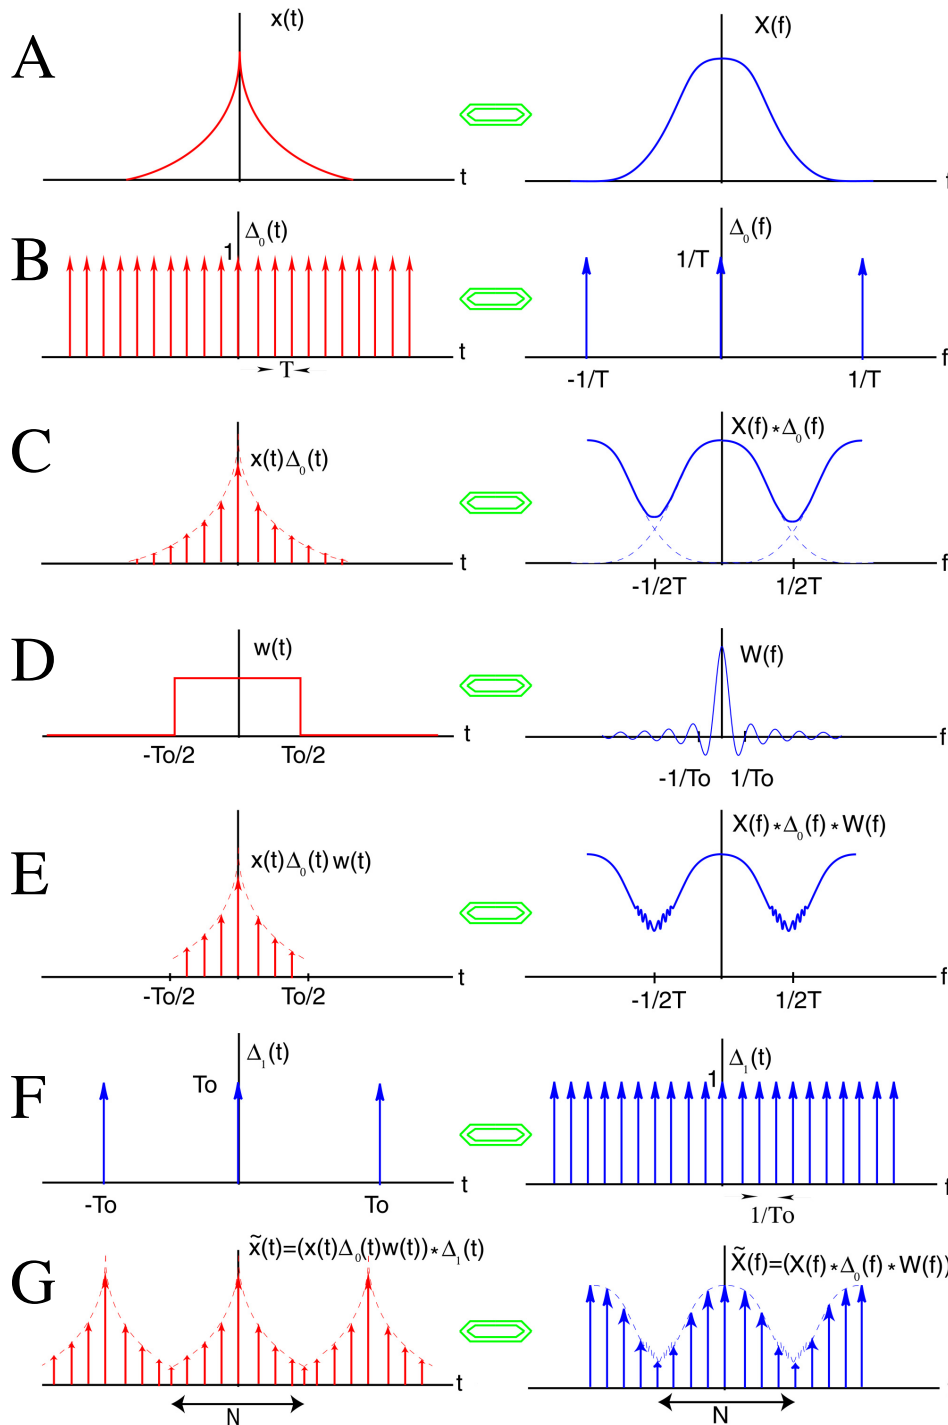 A
x(t)
X(f)
t
f
B
1
Δ₀(t)
1/T
Δ₀(f)
t
f
T
-1/T
1/T
C
x(t)Δ₀(t)
X(f)*Δ₀(f)
t
f
-1/2T
1/2T
D
w(t)
W(f)
t
f
-To/2
To/2
-1/To
1/To
E
x(t)Δ₀(t)w(t)
X(f)*Δ₀(f)*W(f)
t
f
-To/2
To/2
-1/2T
1/2T
F
To
Δ₁(t)
1
Δ₁(t)
t
f
-To
To
1/To
G
x̃(t)=(x(t)Δ₀(t)w(t))*Δ₁(t)
X̃(f)=(X(f)*Δ₀(f)*W(f))
t
N
N